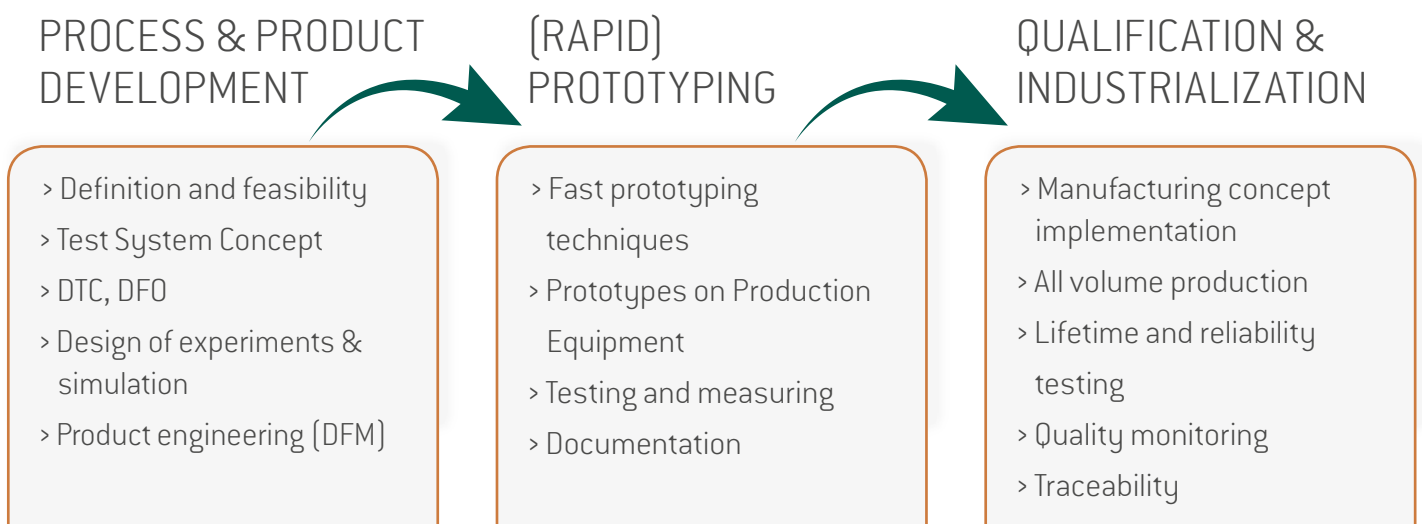 PROCESS & PRODUCT
DEVELOPMENT
> Definition and feasibility
> Test System Concept
> DTC, DFO
> Design of experiments &
simulation
> Product engineering (DFM)
(RAPID)
PROTOTYPING
> Fast prototyping
techniques
> Prototypes on Production
Equipment
> Testing and measuring
> Documentation
QUALIFICATION &
INDUSTRIALIZATION
> Manufacturing concept
implementation
> All volume production
> Lifetime and reliability
testing
> Quality monitoring
> Traceability